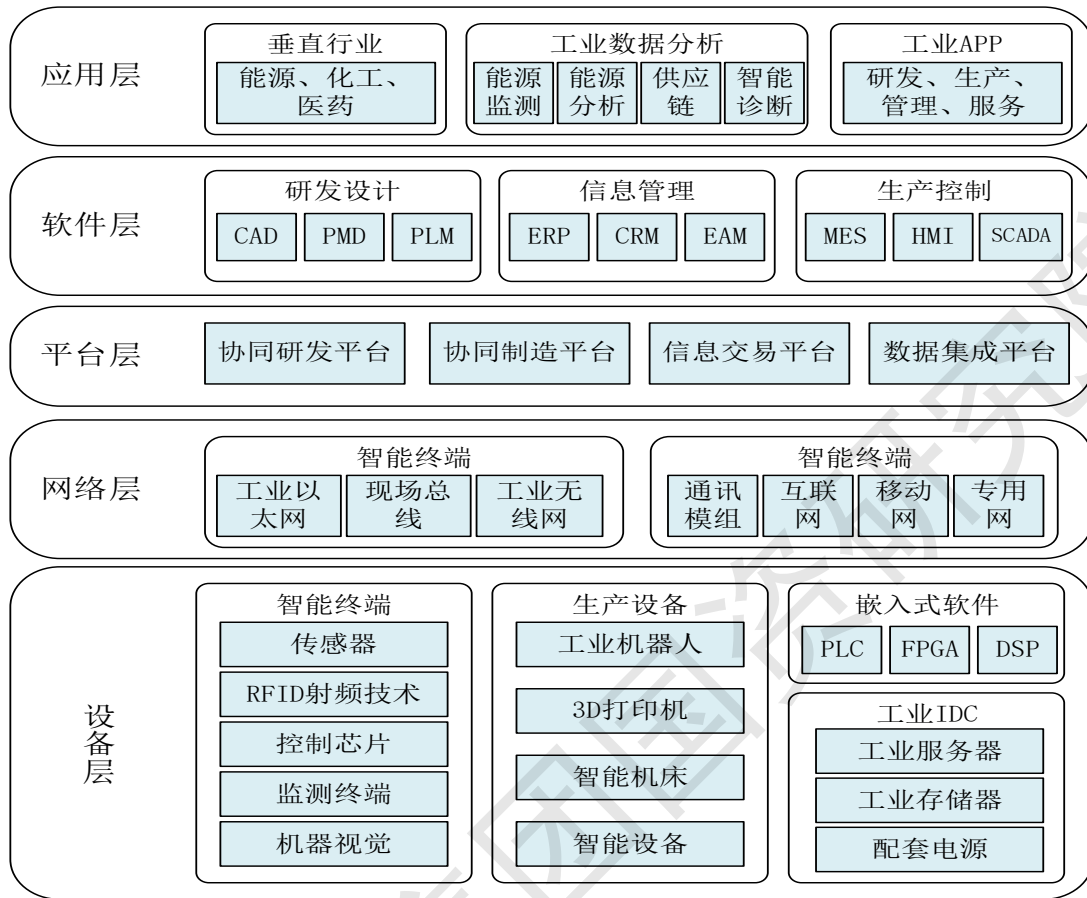 应用层
垂直行业
能源、化工、
医药
工业数据分析
能源
监测
能源
分析
供应
链
智能
诊断
工业APP
研发、生产、
管理、服务
软件层
研发设计
CAD
PMD
PLM
信息管理
ERP
CRM
EAM
生产控制
MES
HMI
SCADA
平台层
协同研发平台
协同制造平台
信息交易平台
数据集成平台
网络层
智能终端
工业以
太网
现场总
线
工业无
线网
智能终端
通讯
模组
互联
网
移动
网
专用
网
设备层
智能终端
传感器
RFID射频技术
控制芯片
监测终端
机器视觉
生产设备
工业机器人
3D打印机
智能机床
智能设备
嵌入式软件
PLC
FPGA
DSP
工业IDC
工业服务器
工业存储器
配套电源
团国资研究院